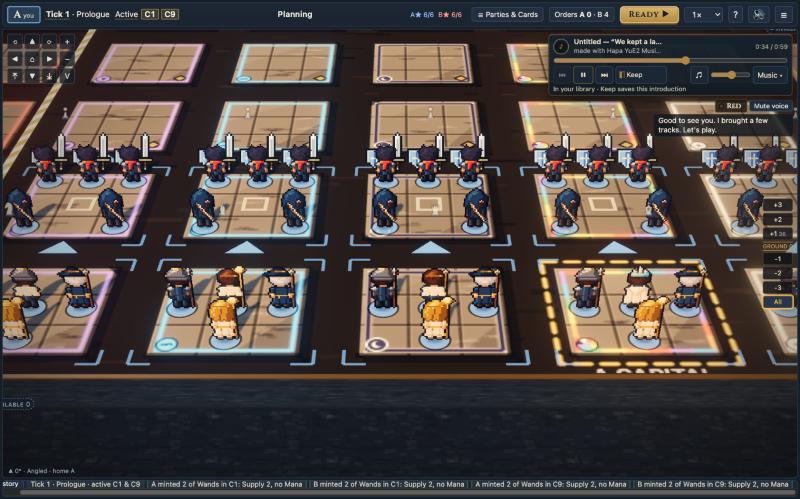 A you
Tick 1 · Prologue Active C1 C9
Planning
A★ 6/6 B★ 6/6
≡ Parties & Cards
Orders A 0 · B 4
READY ▶
1×
?
≡
V
Untitled — “We kept a la...
made with Hapa YuE2 Musi...
0:34 / 0:59
Keep
Music
In your library · Keep saves this introduction
RED
Mute voice
Good to see you. I brought a few
tracks. Let's play.
+3
+2
+1
GROUND
-1
-2
-3
All
A CAPITAL
ILABLE 0
▲ 0° · Angled · home A
story
Tick 1 · Prologue · active C1 & C9
A minted 2 of Wands in C1: Supply 2, no Mana
B minted 2 of Wands in C1: Supply 2, no Mana
A minted 2 of Wands in C9: Supply 2, no Mana
B minted 2 of Wands in C9: Supply 2, no Mana